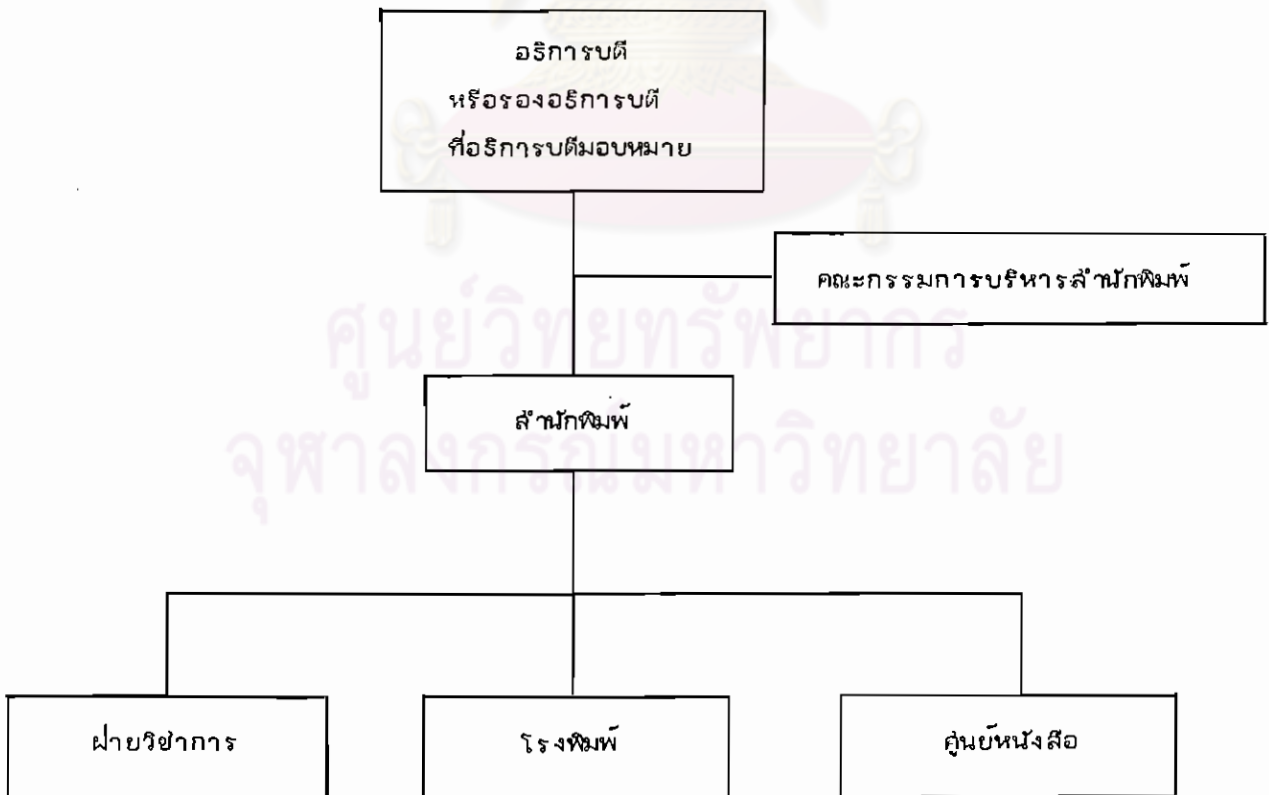 อธิการบดี
หรือรองอธิการบดี
ที่อธิการบดีมอบหมาย
คณะกรรมการบริหารสำนักพิมพ์
ศูนย์วิทยทรัพยากร
สำนักพิมพ์
จุฬาลงกรณ์มหาวิทยาลัย
ฝ่ายวิชาการ
โรงพิมพ์
ศูนย์หนังสือ